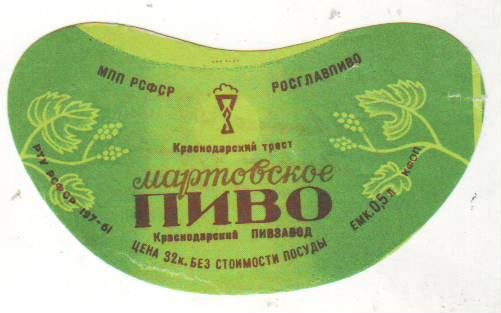 МПП РСФСР
РОСГЛАВПИВО
Краснодарский трест
мартовское
ПИВО
Краснодарский ПИВЗАВОД
ЦЕНА 32к. БЕЗ СТОИМОСТИ ПОСУДЫ
РТУ РСФСР 197-61
ЕМК. 0,5 л
КФОП